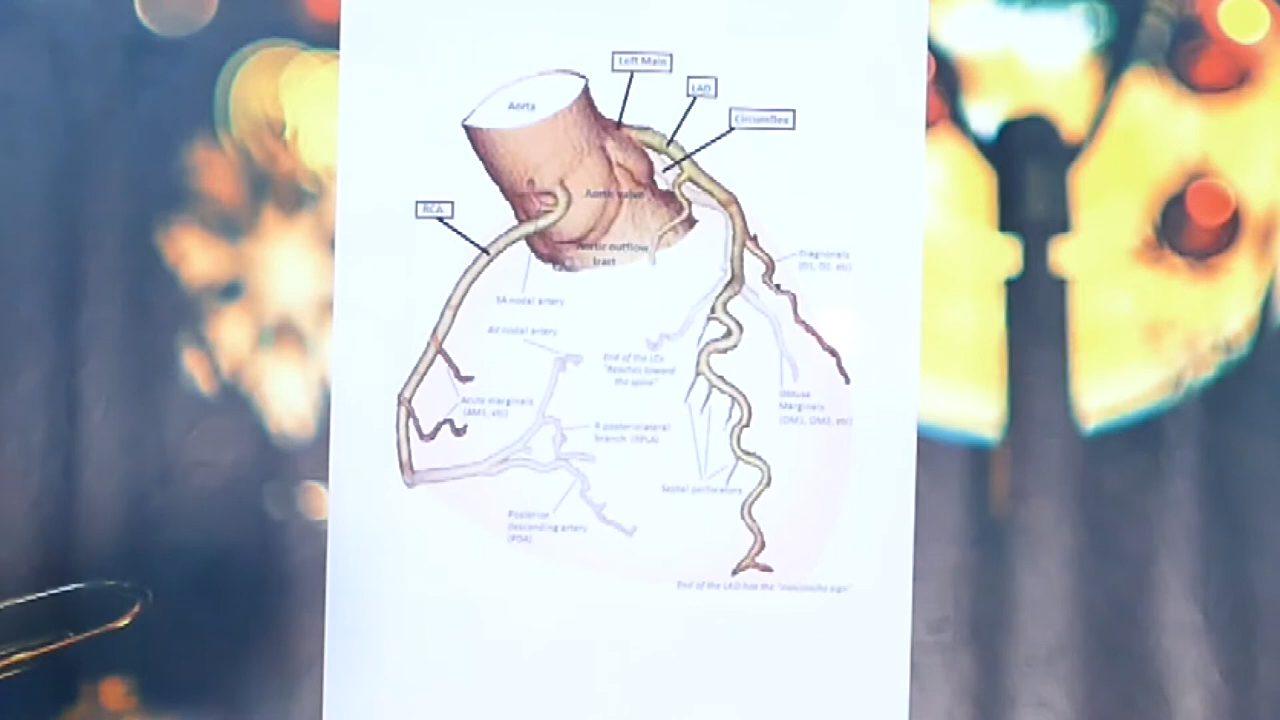 Left Main
LAD
Aorta
Circumflex
Aortic valve
RCA
Aortic outflow
tract
Diagonals
(D1, D2, etc)
SA nodal artery
AV nodal artery
End of the LCx
"Reaches toward
the spine"
Obtuse
Marginals
(OM1, OM2, etc)
Acute marginals
(AM1, etc)
R posterolateral
branch (RPLA)
Septal perforators
Posterior
descending artery
(PDA)
End of the LAD has the "moustache sign"